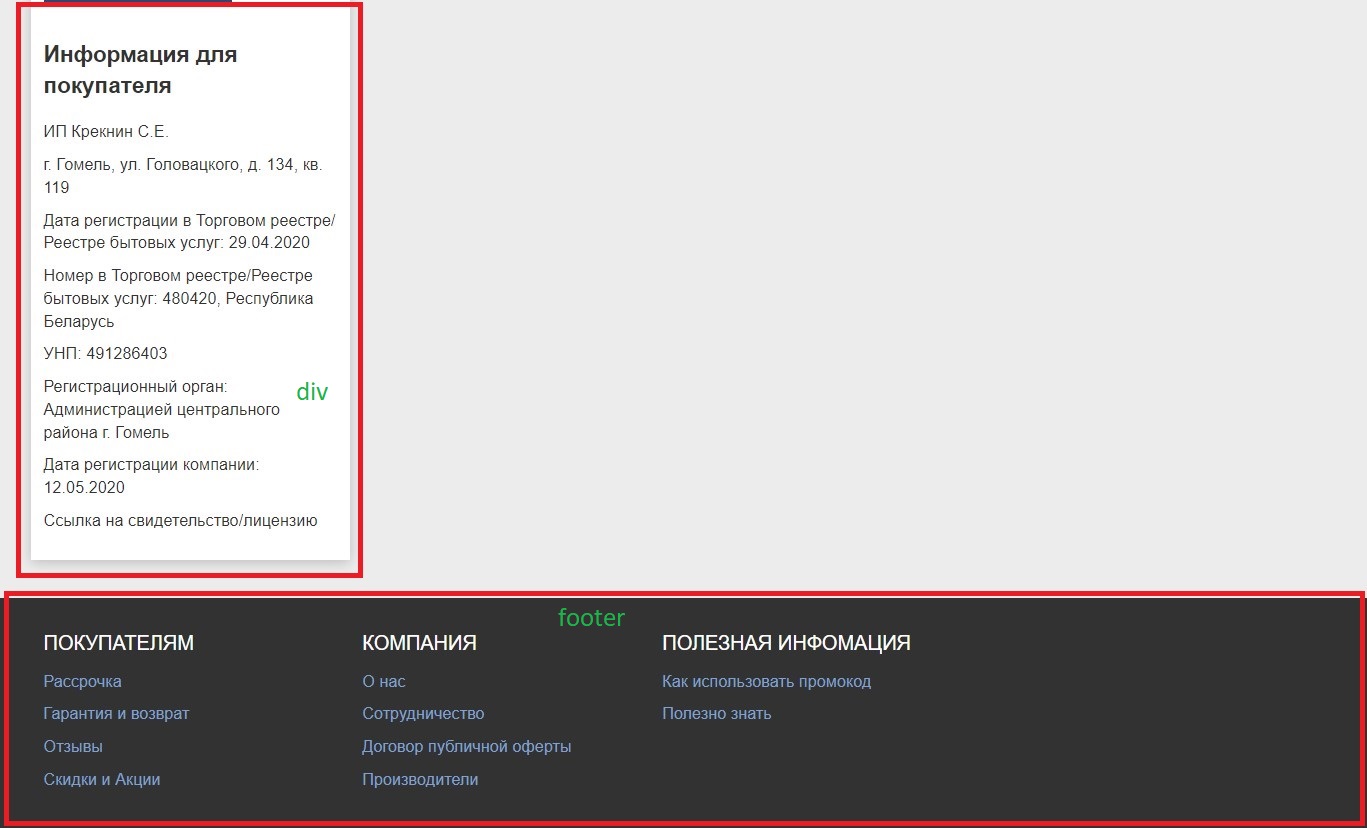 Информация для
покупателя
ИП Крекнин С.Е.
г. Гомель, ул. Головацкого, д. 134, кв.
119
Дата регистрации в Торговом реестре/
Реестре бытовых услуг: 29.04.2020
Номер в Торговом реестре/Реестре
бытовых услуг: 480420, Республика
Беларусь
УНП: 491286403
Регистрационный орган:
Администрацией центрального
района г. Гомель
div
Дата регистрации компании:
12.05.2020
Ссылка на свидетельство/лицензию
footer
ПОКУПАТЕЛЯМ
Рассрочка
Гарантия и возврат
Отзывы
Скидки и Акции
КОМПАНИЯ
О нас
Сотрудничество
Договор публичной оферты
Производители
ПОЛЕЗНАЯ ИНФОМАЦИЯ
Как использовать промокод
Полезно знать